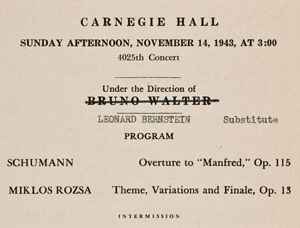 CARNEGIE HALL
SUNDAY AFTERNOON, NOVEMBER 14, 1943, AT 3:00
4025th Concert
Under the Direction of
BRUNO WALTER
LEONARD BERNSTEIN Substitute
PROGRAM
SCHUMANN Overture to "Manfred," Op. 115
MIKLOS ROZSA Theme, Variations and Finale, Op. 13
INTERMISSION